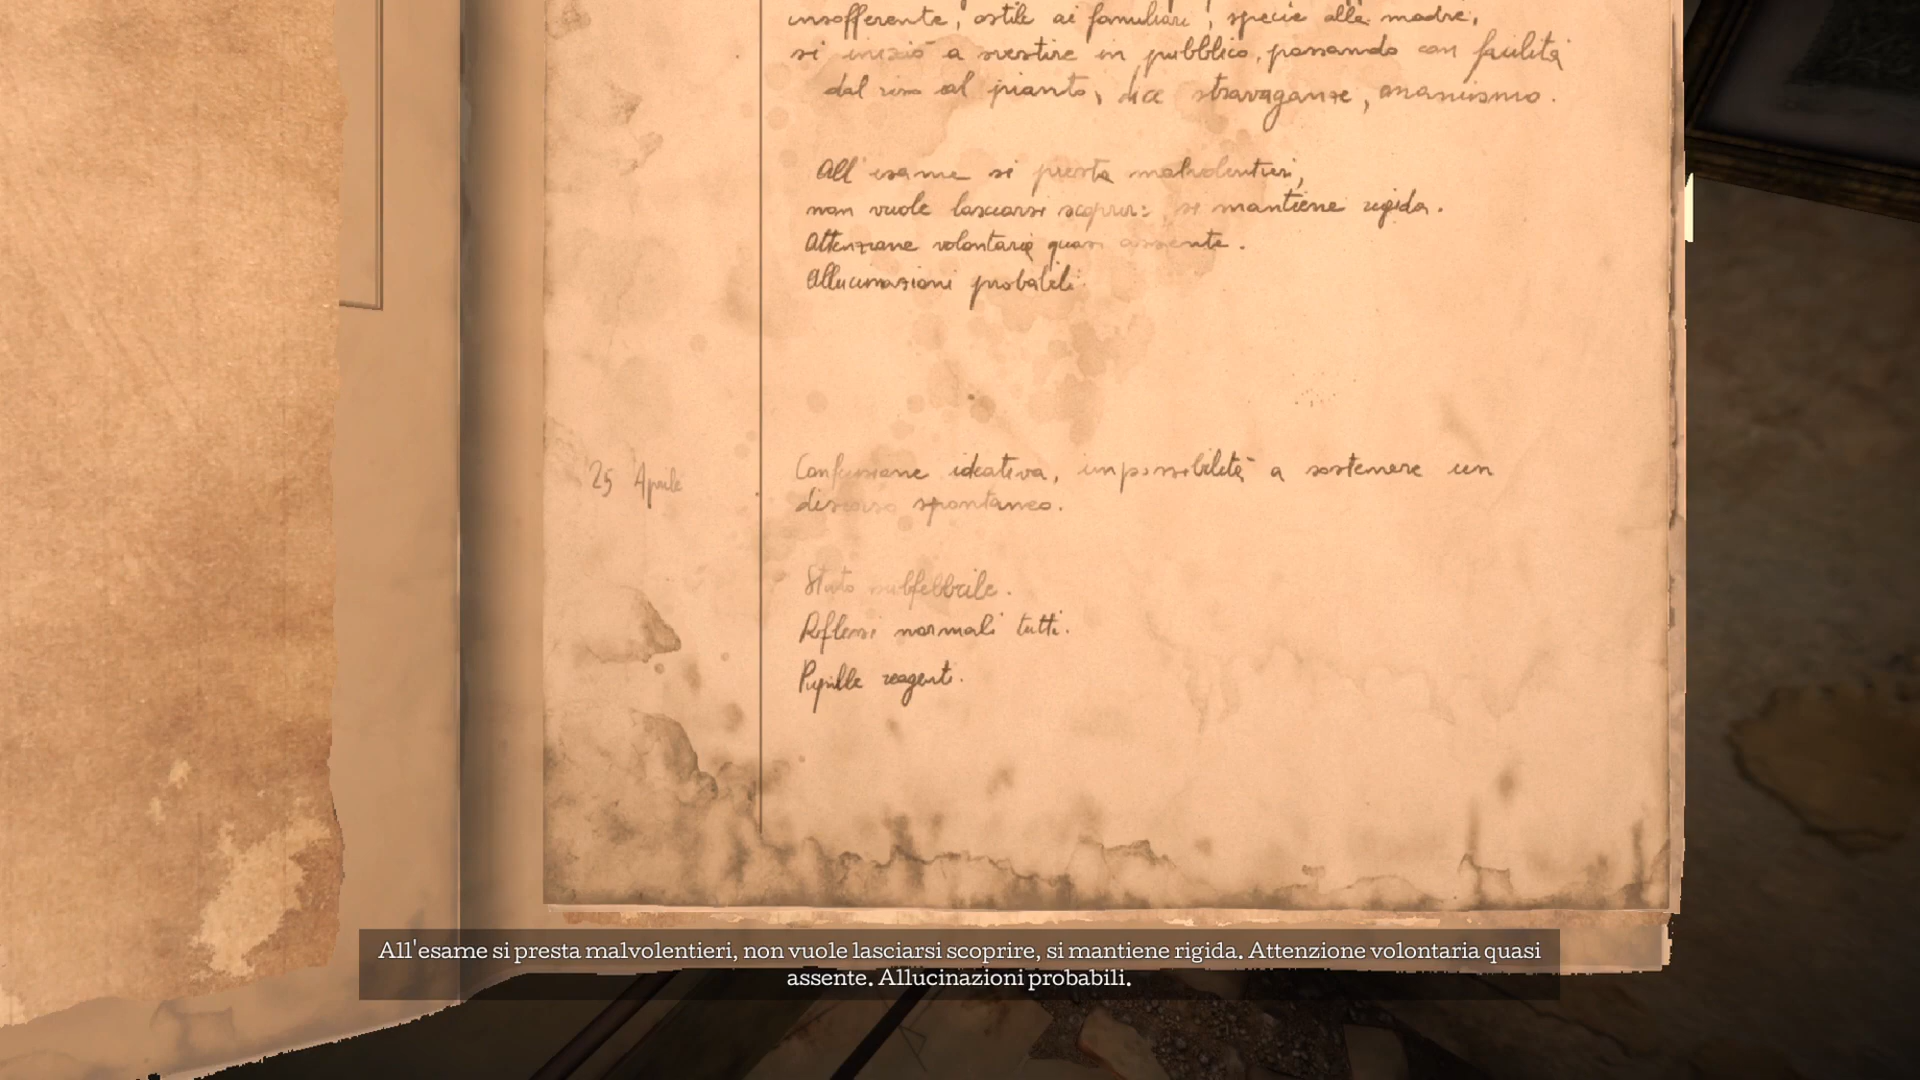 insofferente, ostile ai familiari, specie alla madre,
si iniziò a svestire in pubblico, passando con facilità
dal riso al pianto, dice stravaganze, onanismo.
All'esame si presta malvolentieri,
non vuole lasciarsi scoprire, si mantiene rigida.
Attenzione volontaria quasi assente.
Allucinazioni probabili.
25 Aprile
Confusione ideativa, impossibilità a sostenere un
discorso spontaneo.
Stato subfebbrile.
Riflessi normali tutti.
Pupille reagenti.
All'esame si presta malvolentieri, non vuole lasciarsi scoprire, si mantiene rigida. Attenzione volontaria quasi
assente. Allucinazioni probabili.